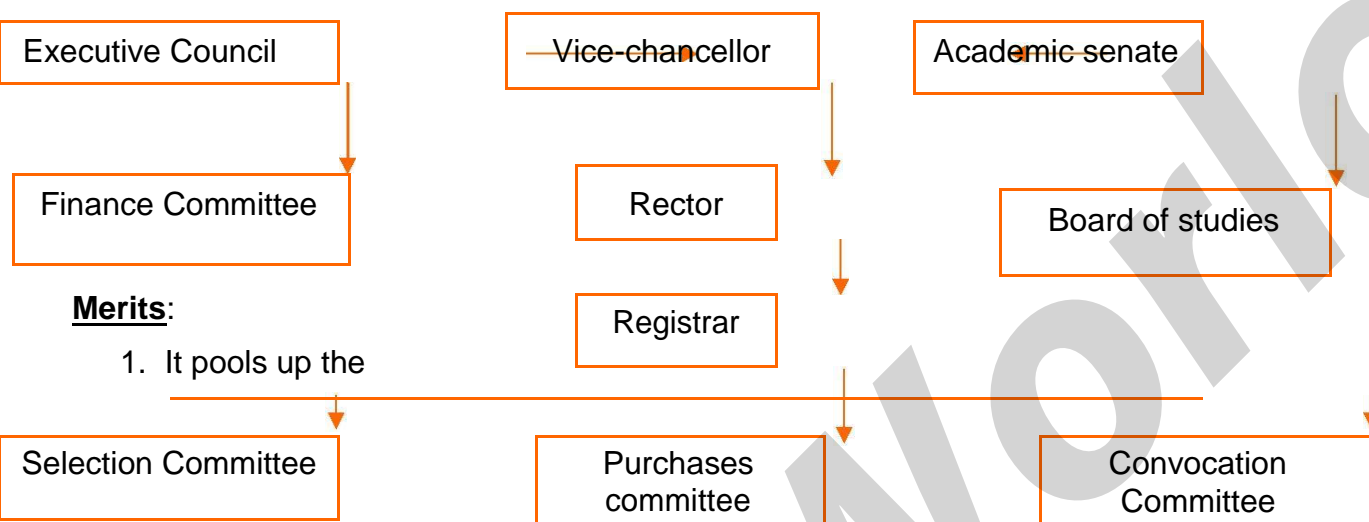 Executive Council
Vice-chancellor
Academic senate
Finance Committee
Rector
Board of studies
Merits:
Registrar
1. It pools up the
Selection Committee
Purchases
committee
Convocation
Committee